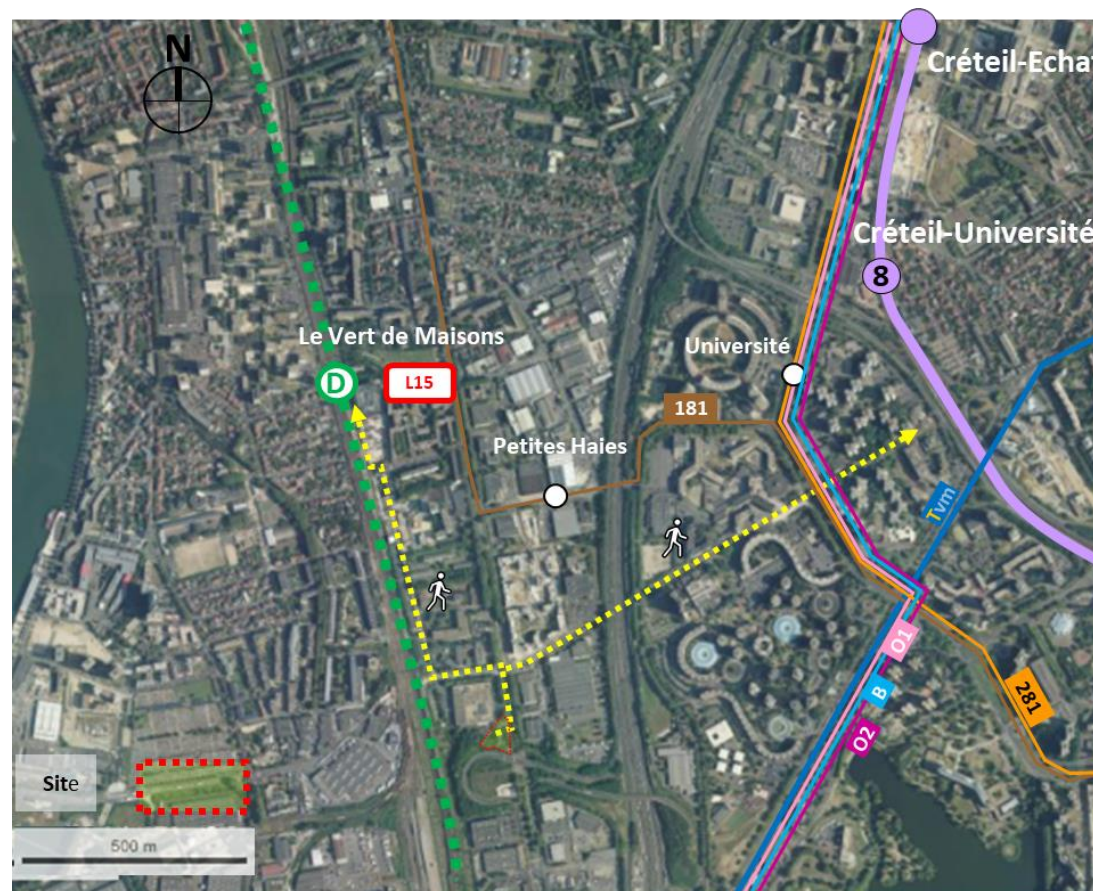 N
Créteil-Echat
Créteil-Université
8
Le Vert de Maisons
D
L15
Université
181
Petites Haies
Tvm
O1
B
281
O2
Site
500 m